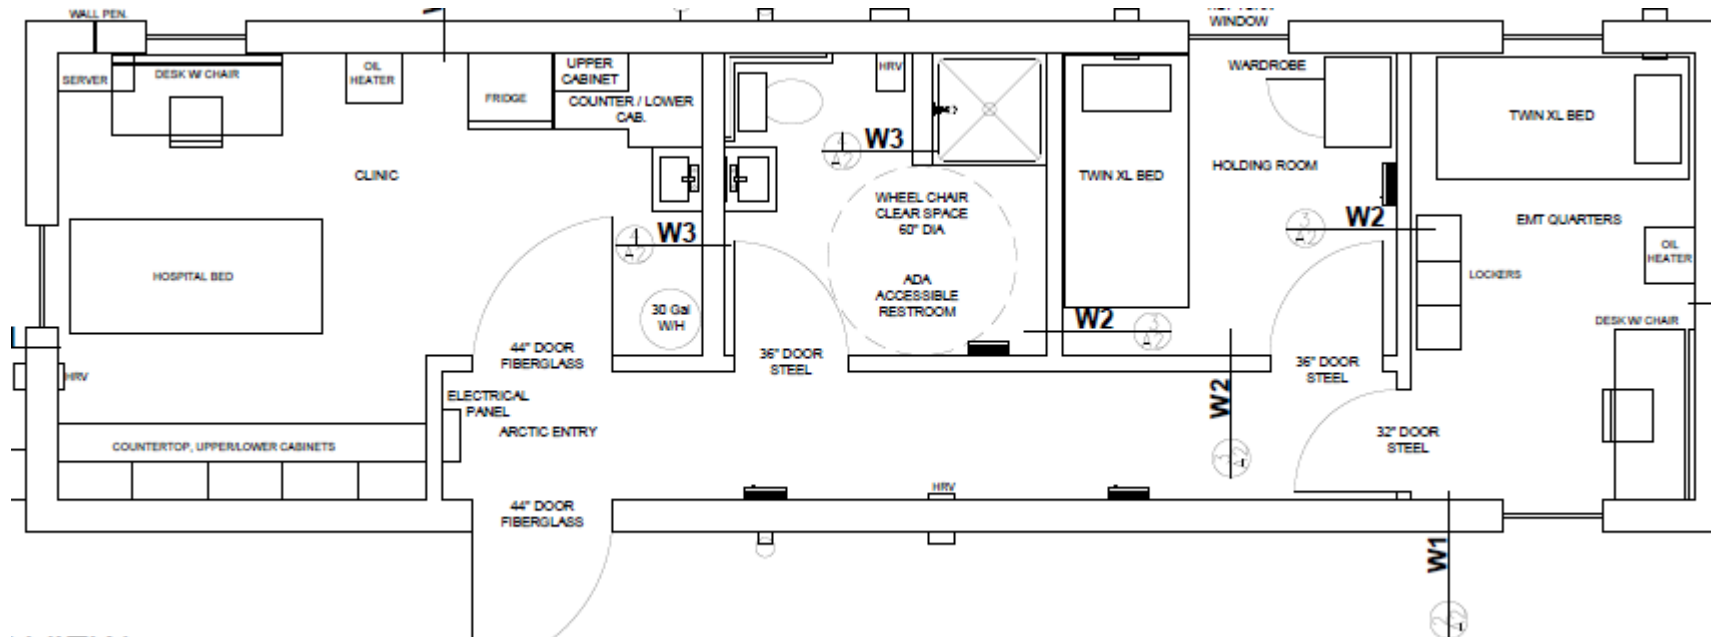 WALL PEN.
WINDOW
SERVER
DESK W/ CHAIR
OIL
HEATER
FRIDGE
UPPER
CABINET
COUNTER / LOWER
CAB.
HRV
W3
WARDROBE
TWIN XL BED
CLINIC
TWIN XL BED
HOLDING ROOM
WHEEL CHAIR
CLEAR SPACE
60" DIA
W3
W2
EMT QUARTERS
OIL
HEATER
HOSPITAL BED
ADA
ACCESSIBLE
RESTROOM
LOCKERS
30 Gal
W/H
W2
DESK W/ CHAIR
44" DOOR
FIBERGLASS
36" DOOR
STEEL
36" DOOR
STEEL
HRV
ELECTRICAL
PANEL
W2
ARCTIC ENTRY
32" DOOR
STEEL
COUNTERTOP, UPPER/LOWER CABINETS
HRV
44" DOOR
FIBERGLASS
W1